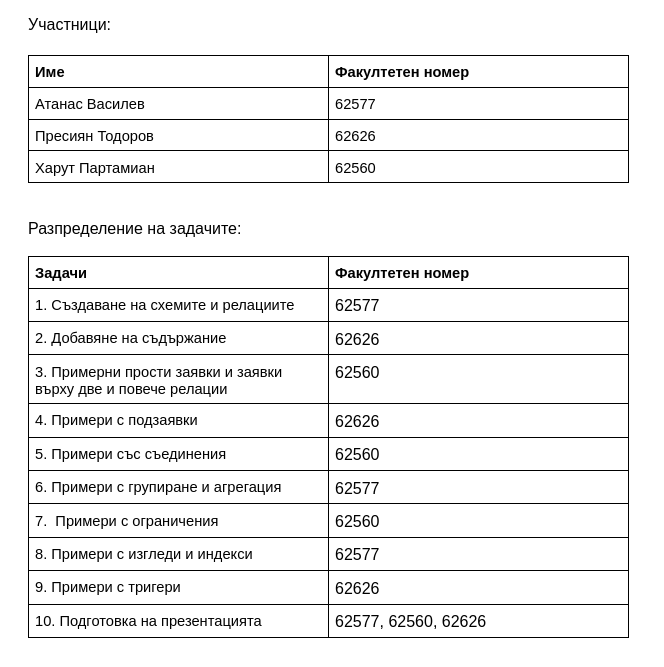 Участници:
Име Факултетен номер
Атанас Василев 62577
Пресиян Тодоров 62626
Харут Партамиан 62560
Разпределение на задачите:
Задачи Факултетен номер
1. Създаване на схемите и релациите 62577
2. Добавяне на съдържание 62626
3. Примерни прости заявки и заявки 62560
върху две и повече релации
4. Примери с подзаявки 62626
5. Примери със съединения 62560
6. Примери с групиране и агрегация 62577
7.  Примери с ограничения 62560
8. Примери с изгледи и индекси 62577
9. Примери с тригери 62626
10. Подготовка на презентацията 62577, 62560, 62626